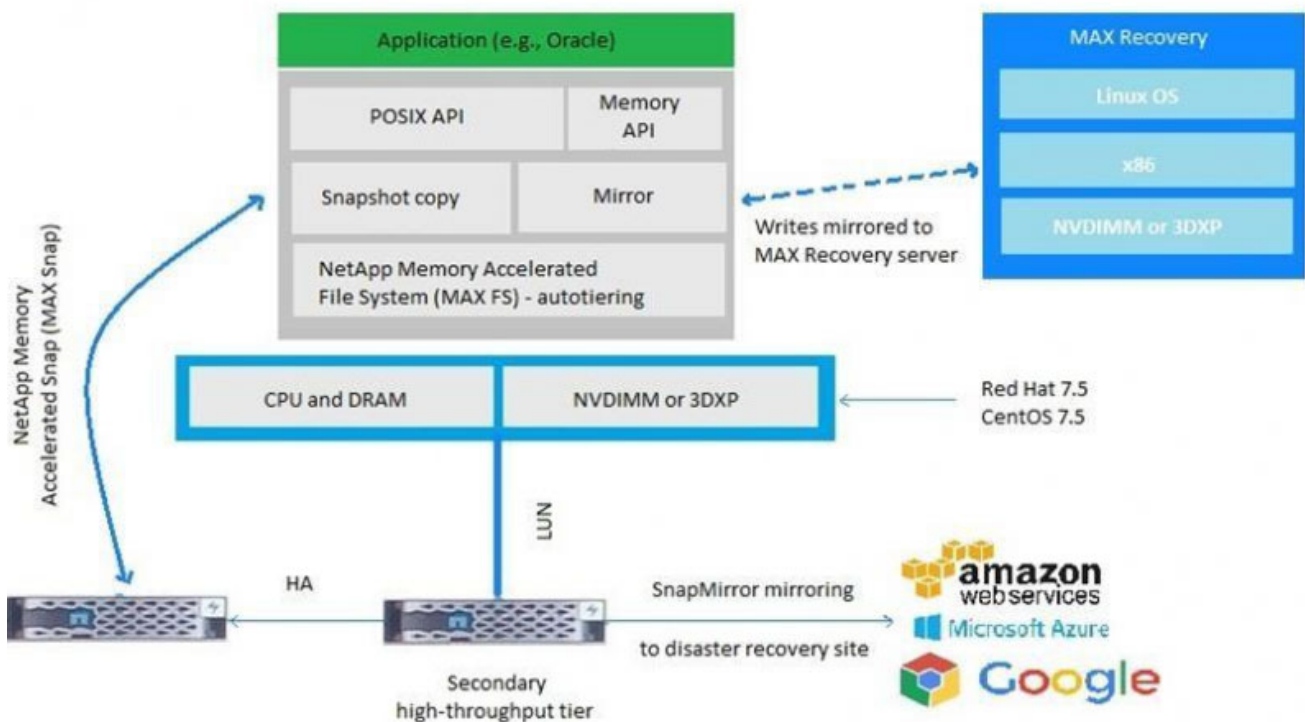 Application (e.g., Oracle)
POSIX API
Memory
API
Snapshot copy
Mirror
NetApp Memory Accelerated
File System (MAX FS) - autotiering
MAX Recovery
Linux OS
x86
NVDIMM or 3DXP
Writes mirrored to
MAX Recovery server
NetApp Memory
Accelerated Snap (MAX Snap)
CPU and DRAM
NVDIMM or 3DXP
Red Hat 7.5
CentOS 7.5
LUN
HA
SnapMirror mirroring
to disaster recovery site
Secondary
high-throughput tier
amazon
webservices
Microsoft Azure
Google